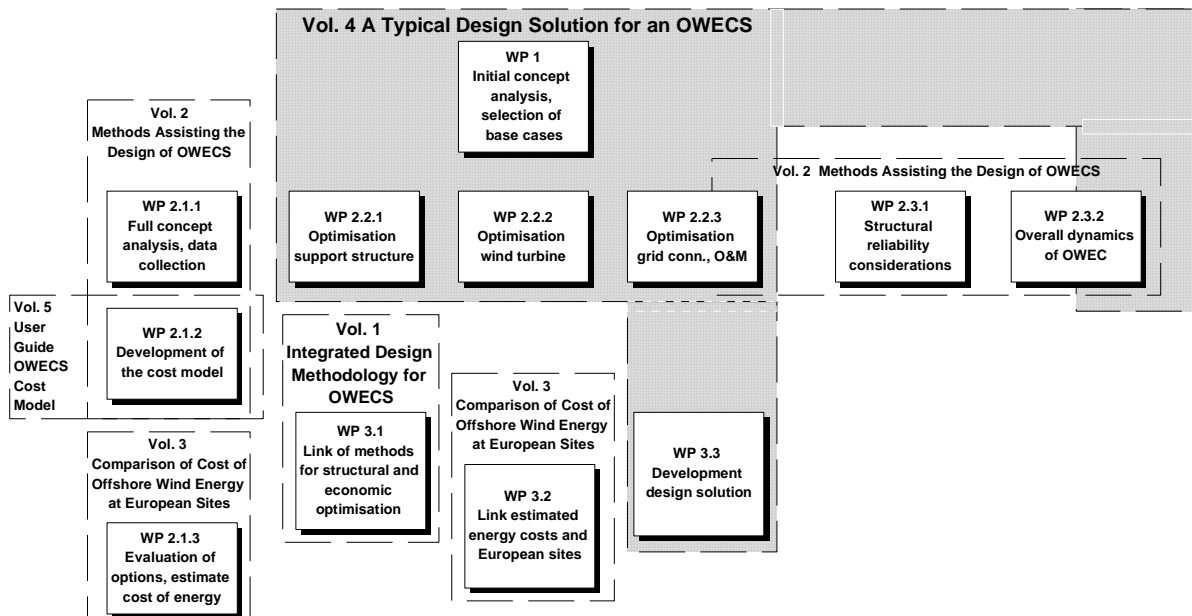 Vol. 4 A Typical Design Solution for an OWECS
WP 1
Initial concept
analysis,
selection of
base cases
Vol. 2
Methods Assisting the
Design of OWECS
WP 2.1.1
Full concept
analysis, data
collection
WP 2.2.1
Optimisation
support structure
WP 2.2.2
Optimisation
wind turbine
WP 2.2.3
Optimisation
grid conn., O&M
Vol. 2 Methods Assisting the Design of OWECS
WP 2.3.1
Structural
reliability
considerations
WP 2.3.2
Overall dynamics
of OWEC
Vol. 5
User
Guide
OWECS
Cost
Model
WP 2.1.2
Development of
the cost model
Vol. 1
Integrated Design
Methodology for
OWECS
WP 3.1
Link of methods
for structural and
economic
optimisation
Vol. 3
Comparison of Cost of
Offshore Wind Energy
at European Sites
WP 3.2
Link estimated
energy costs and
European sites
WP 3.3
Development
design solution
Vol. 3
Comparison of Cost of
Offshore Wind Energy
at European Sites
WP 2.1.3
Evaluation of
options, estimate
cost of energy